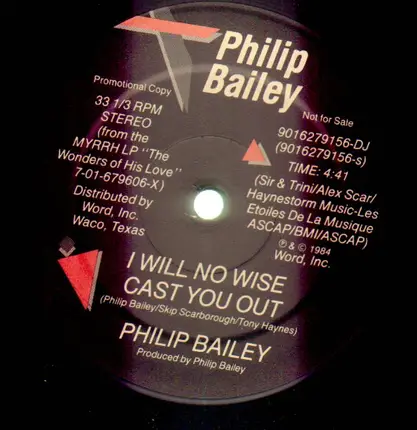 Philip
Bailey
Promotional Copy
Not for Sale
33 1/3 RPM
STEREO
(from the
MYRRH LP "The
Wonders of His Love"
7-01-679606-X)
Distributed by
Word, Inc.
Waco, Texas
9016279156-DJ
(9016279156-s)
TIME: 4:41
(Sir & Trini/Alex Scar/
Haynestorm Music-Les
Etoiles De La Musique
ASCAP/BMI/ASCAP)
℗ & © 1984
Word, Inc.
I WILL NO WISE
CAST YOU OUT
(Philip Bailey/Skip Scarborough/Tony Haynes)
PHILIP BAILEY
Produced by Philip Bailey